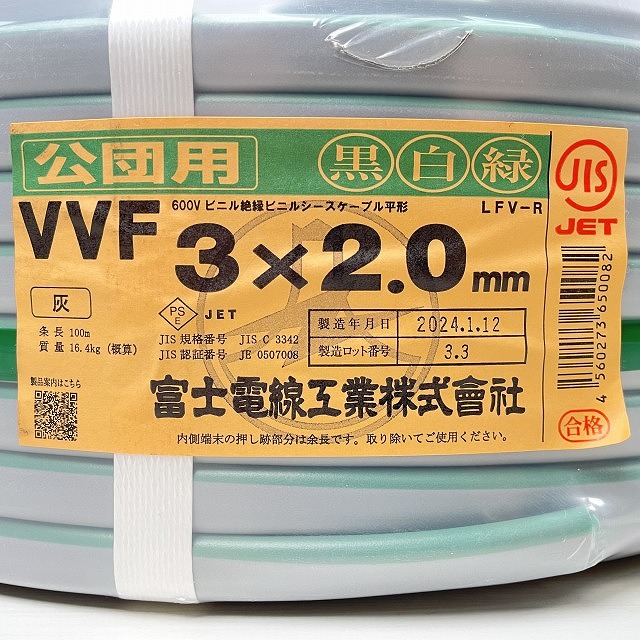 公団用 黒 白 緑
600V ビニル絶縁ビニルシースケーブル平形 LFV-R
VVF 3×2.0mm
JIS
JET
灰
PS
E
JET
条長 100m
質量 16.4kg (概算)
JIS 規格番号 JIS C 3342
JIS 認証番号 JE 0507008
製造年月日 2024.1.12
製造ロット番号 3.3
製品案内はこちら
富士電線工業株式會社
内側端末の押し跡部分は余長です。取り除いてご使用ください。
4 560273 650082
合格